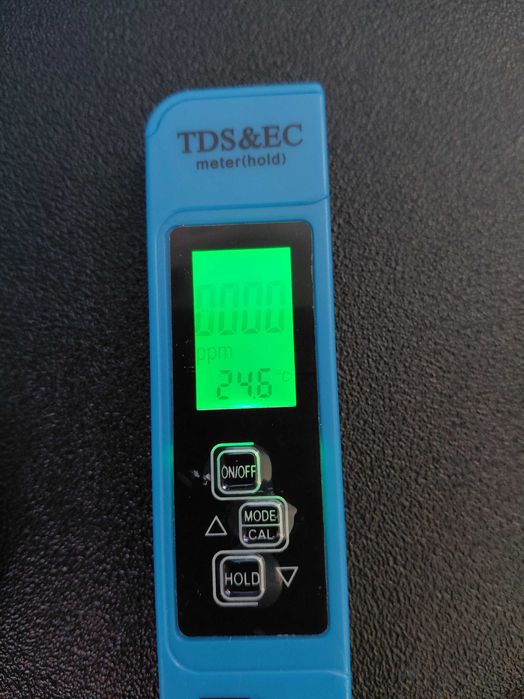 TDS&EC
meter(hold)
0000
ppm
24.6 °C
ON/OFF
MODE
CAL
HOLD